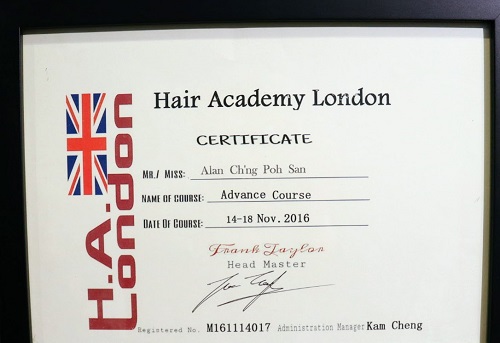 Hair Academy London
CERTIFICATE
MR./ MISS: Alan Ch'ng Poh San
NAME OF COURSE: Advance Course
DATE OF COURSE: 14-18 Nov. 2016
Frank Taylor
Head Master
Registered No. M161114017 Administration Manager Kam Cheng
H.A.
London